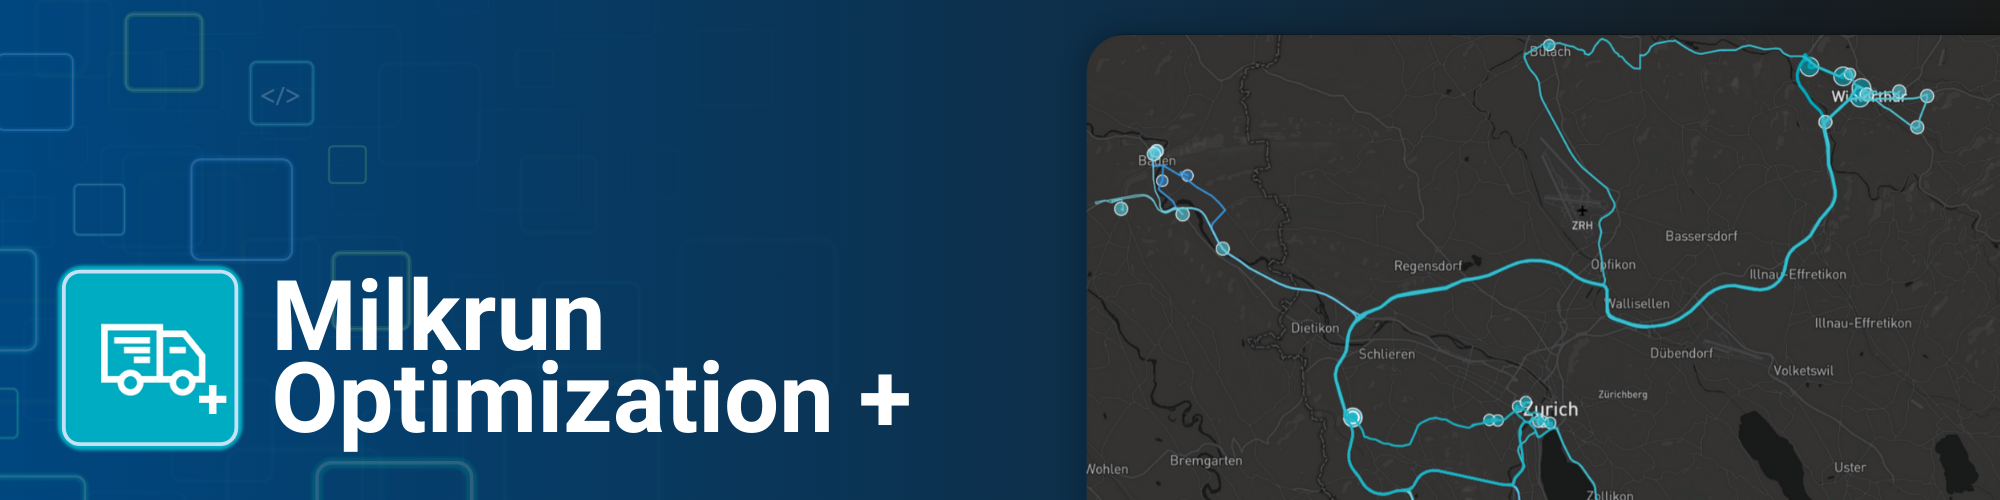 </>
Milkrun
Optimization +
Bülach
Winterthur
Baden
ZRH
Bassersdorf
Regensdorf
Opfikon
Illnau-Effretikon
Wallisellen
Dietikon
Illnau-Effretikon
Schlieren
Dübendorf
Volketswil
Zürichberg
Zurich
Wohlen
Bremgarten
Uster
Zollikon